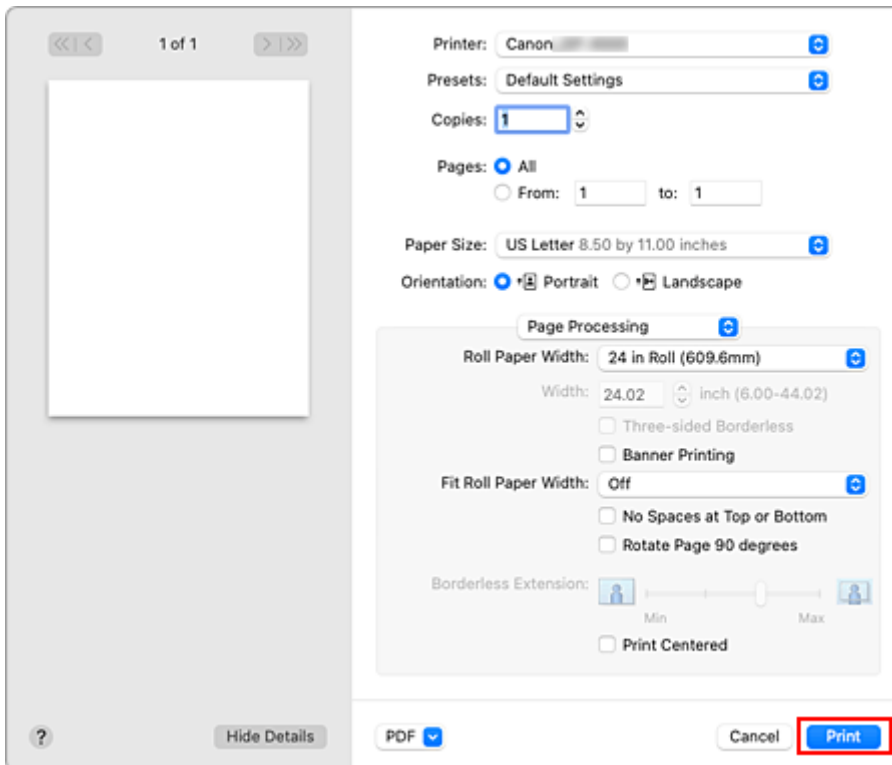 1 of 1
Printer: Canon
Presets: Default Settings
Copies: 1
Pages: All
From: 1 to: 1
Paper Size: US Letter 8.50 by 11.00 inches
Orientation: Portrait Landscape
Page Processing
Roll Paper Width: 24 in Roll (609.6mm)
Width: 24.02 inch (6.00-44.02)
Three-sided Borderless
Banner Printing
Fit Roll Paper Width: Off
No Spaces at Top or Bottom
Rotate Page 90 degrees
Borderless Extension:
Min Max
Print Centered
? Hide Details PDF Cancel Print